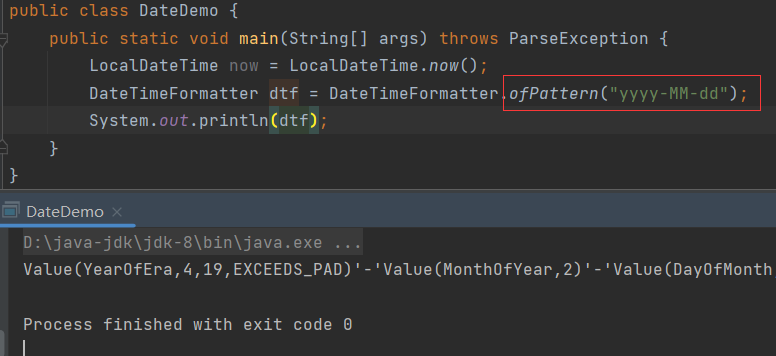 public class DateDemo {
public static void main(String[] args) throws ParseException {
LocalDateTime now = LocalDateTime.now();
DateTimeFormatter dtf = DateTimeFormatter.ofPattern("yyyy-MM-dd");
System.out.println(dtf);
}
}
DateDemo ×
D:\java-jdk\jdk-8\bin\java.exe ...
Value(YearOfEra,4,19,EXCEEDS_PAD)'-'Value(MonthOfYear,2)'-'Value(DayOfMonth
Process finished with exit code 0